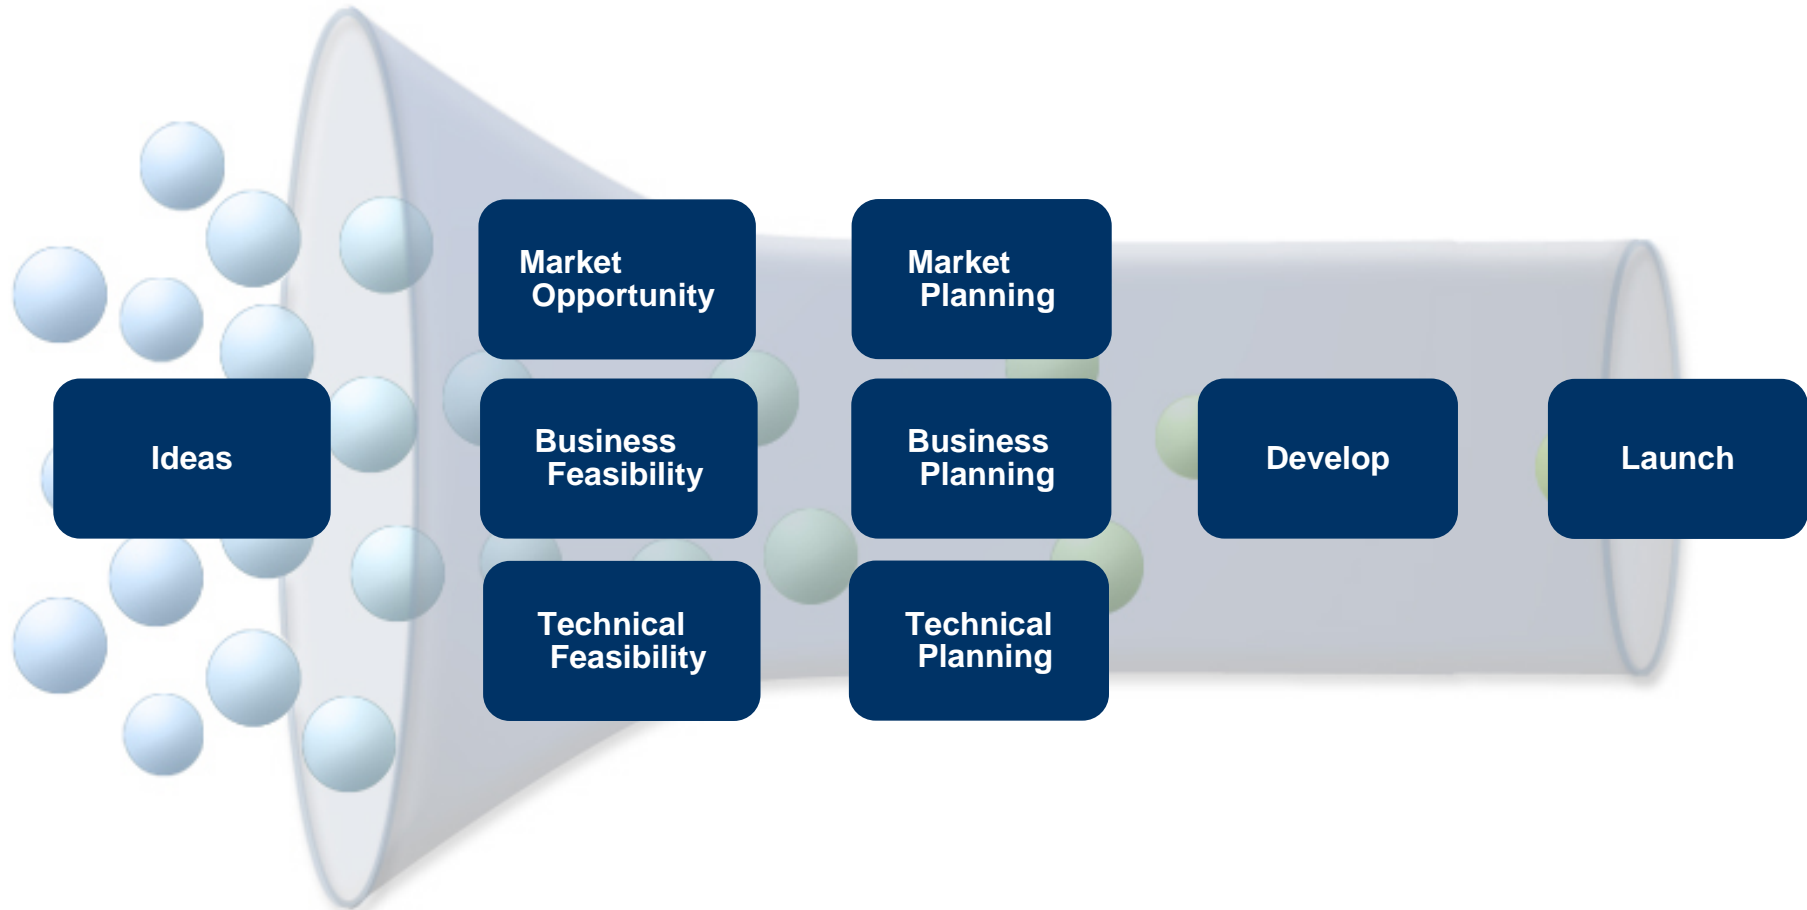 Ideas
Market
Opportunity
Business
Feasibility
Technical
Feasibility
Market
Planning
Business
Planning
Technical
Planning
Develop
Launch